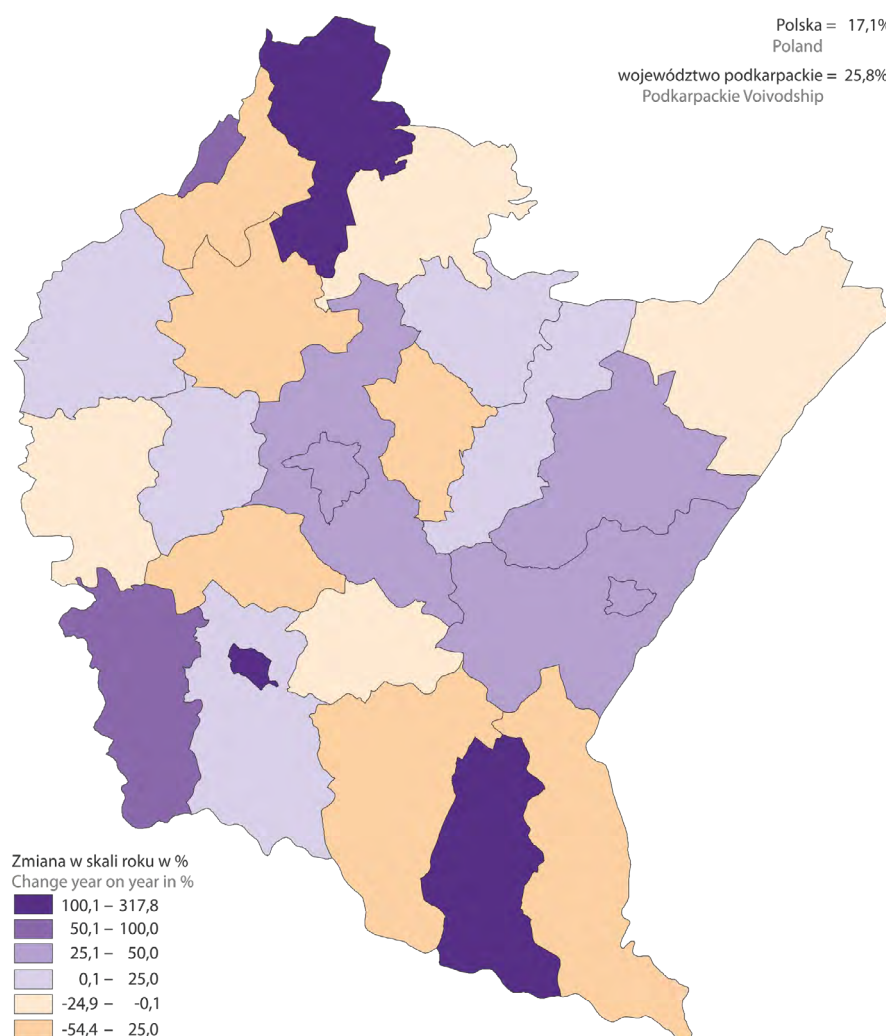 Polska = 17,1%
Poland
województwo podkarpackie = 25,8%
Podkarpackie Voivodship
Zmiana w skali roku w %
Change year on year in %
100,1 – 317,8
50,1 – 100,0
25,1 – 50,0
0,1 – 25,0
-24,9 – -0,1
-54,4 – 25,0